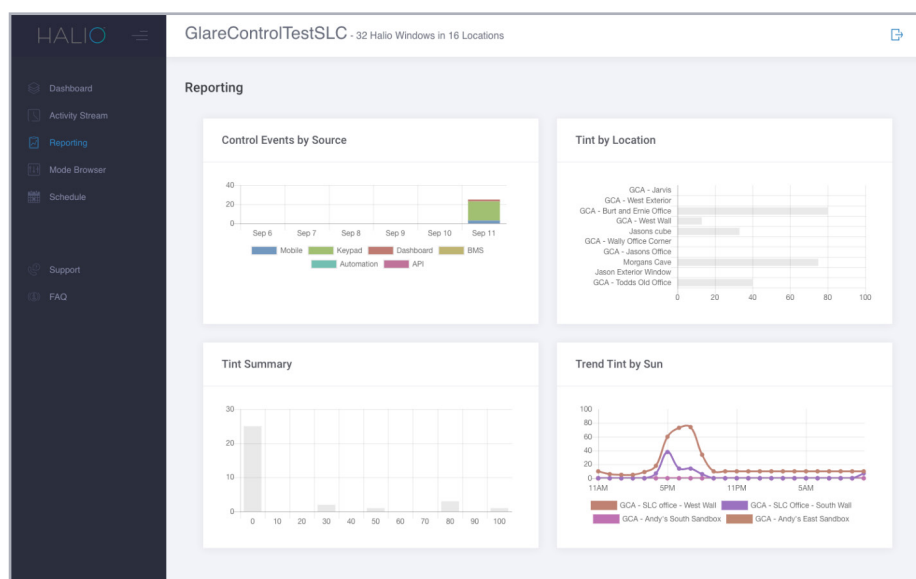 HALIO
GlareControlTestSLC - 32 Halio Windows in 16 Locations
Dashboard
Activity Stream
Reporting
Mode Browser
Schedule
Support
FAQ
Reporting
Control Events by Source
40
20
0
Sep 6 Sep 7 Sep 8 Sep 9 Sep 10 Sep 11
Mobile Keypad Dashboard BMS
Automation API
Tint by Location
GCA - Jarvis
GCA - West Exterior
GCA - Burt and Ernie Office
GCA - West Wall
Jasons cube
GCA - Wally Office Corner
GCA - Jasons Office
Morgans Cave
Jason Exterior Window
GCA - Todds Old Office
0 20 40 60 80 100
Tint Summary
30
20
10
0
0 10 20 30 40 50 60 70 80 90 100
Trend Tint by Sun
100
80
60
40
20
0
11AM 5PM 11PM 5AM
GCA - SLC office - West Wall GCA - SLC Office - South Wall
GCA - Andy's South Sandbox GCA - Andy's East Sandbox